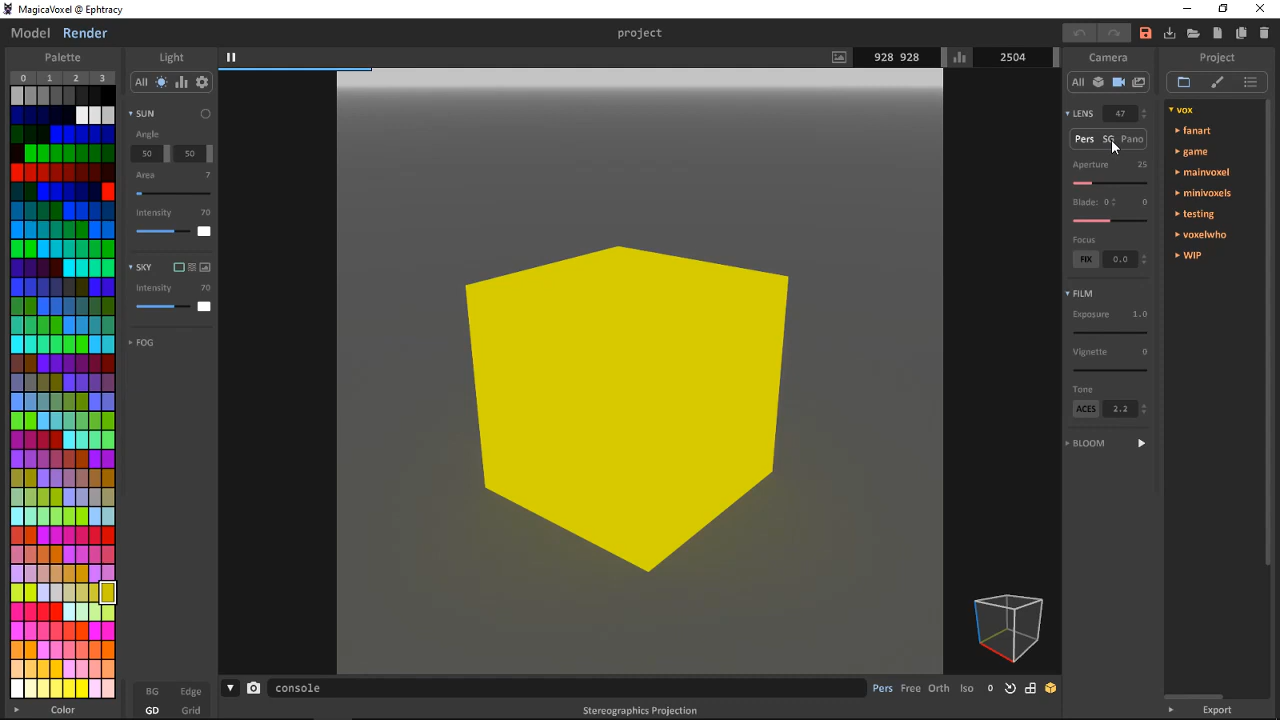 MagicaVoxel @ Ephtracy
Model Render project
Palette Light 928 928 2504 Camera Project
0 1 2 3 All All
SUN LENS 47 vox
Angle Pers SG Pano fanart
50 50 game
Area 7 Aperture 25 mainvoxel
minivoxels
Intensity 70 Blade: 0 0 testing
Focus voxelwho
SKY FIX 0.0 WIP
Intensity 70 FILM
Exposure 1.0
FOG Vignette 0
Tone
ACES 2.2
BLOOM
BG Edge console Pers Free Orth Iso 0
Color GD Grid Stereographics Projection Export